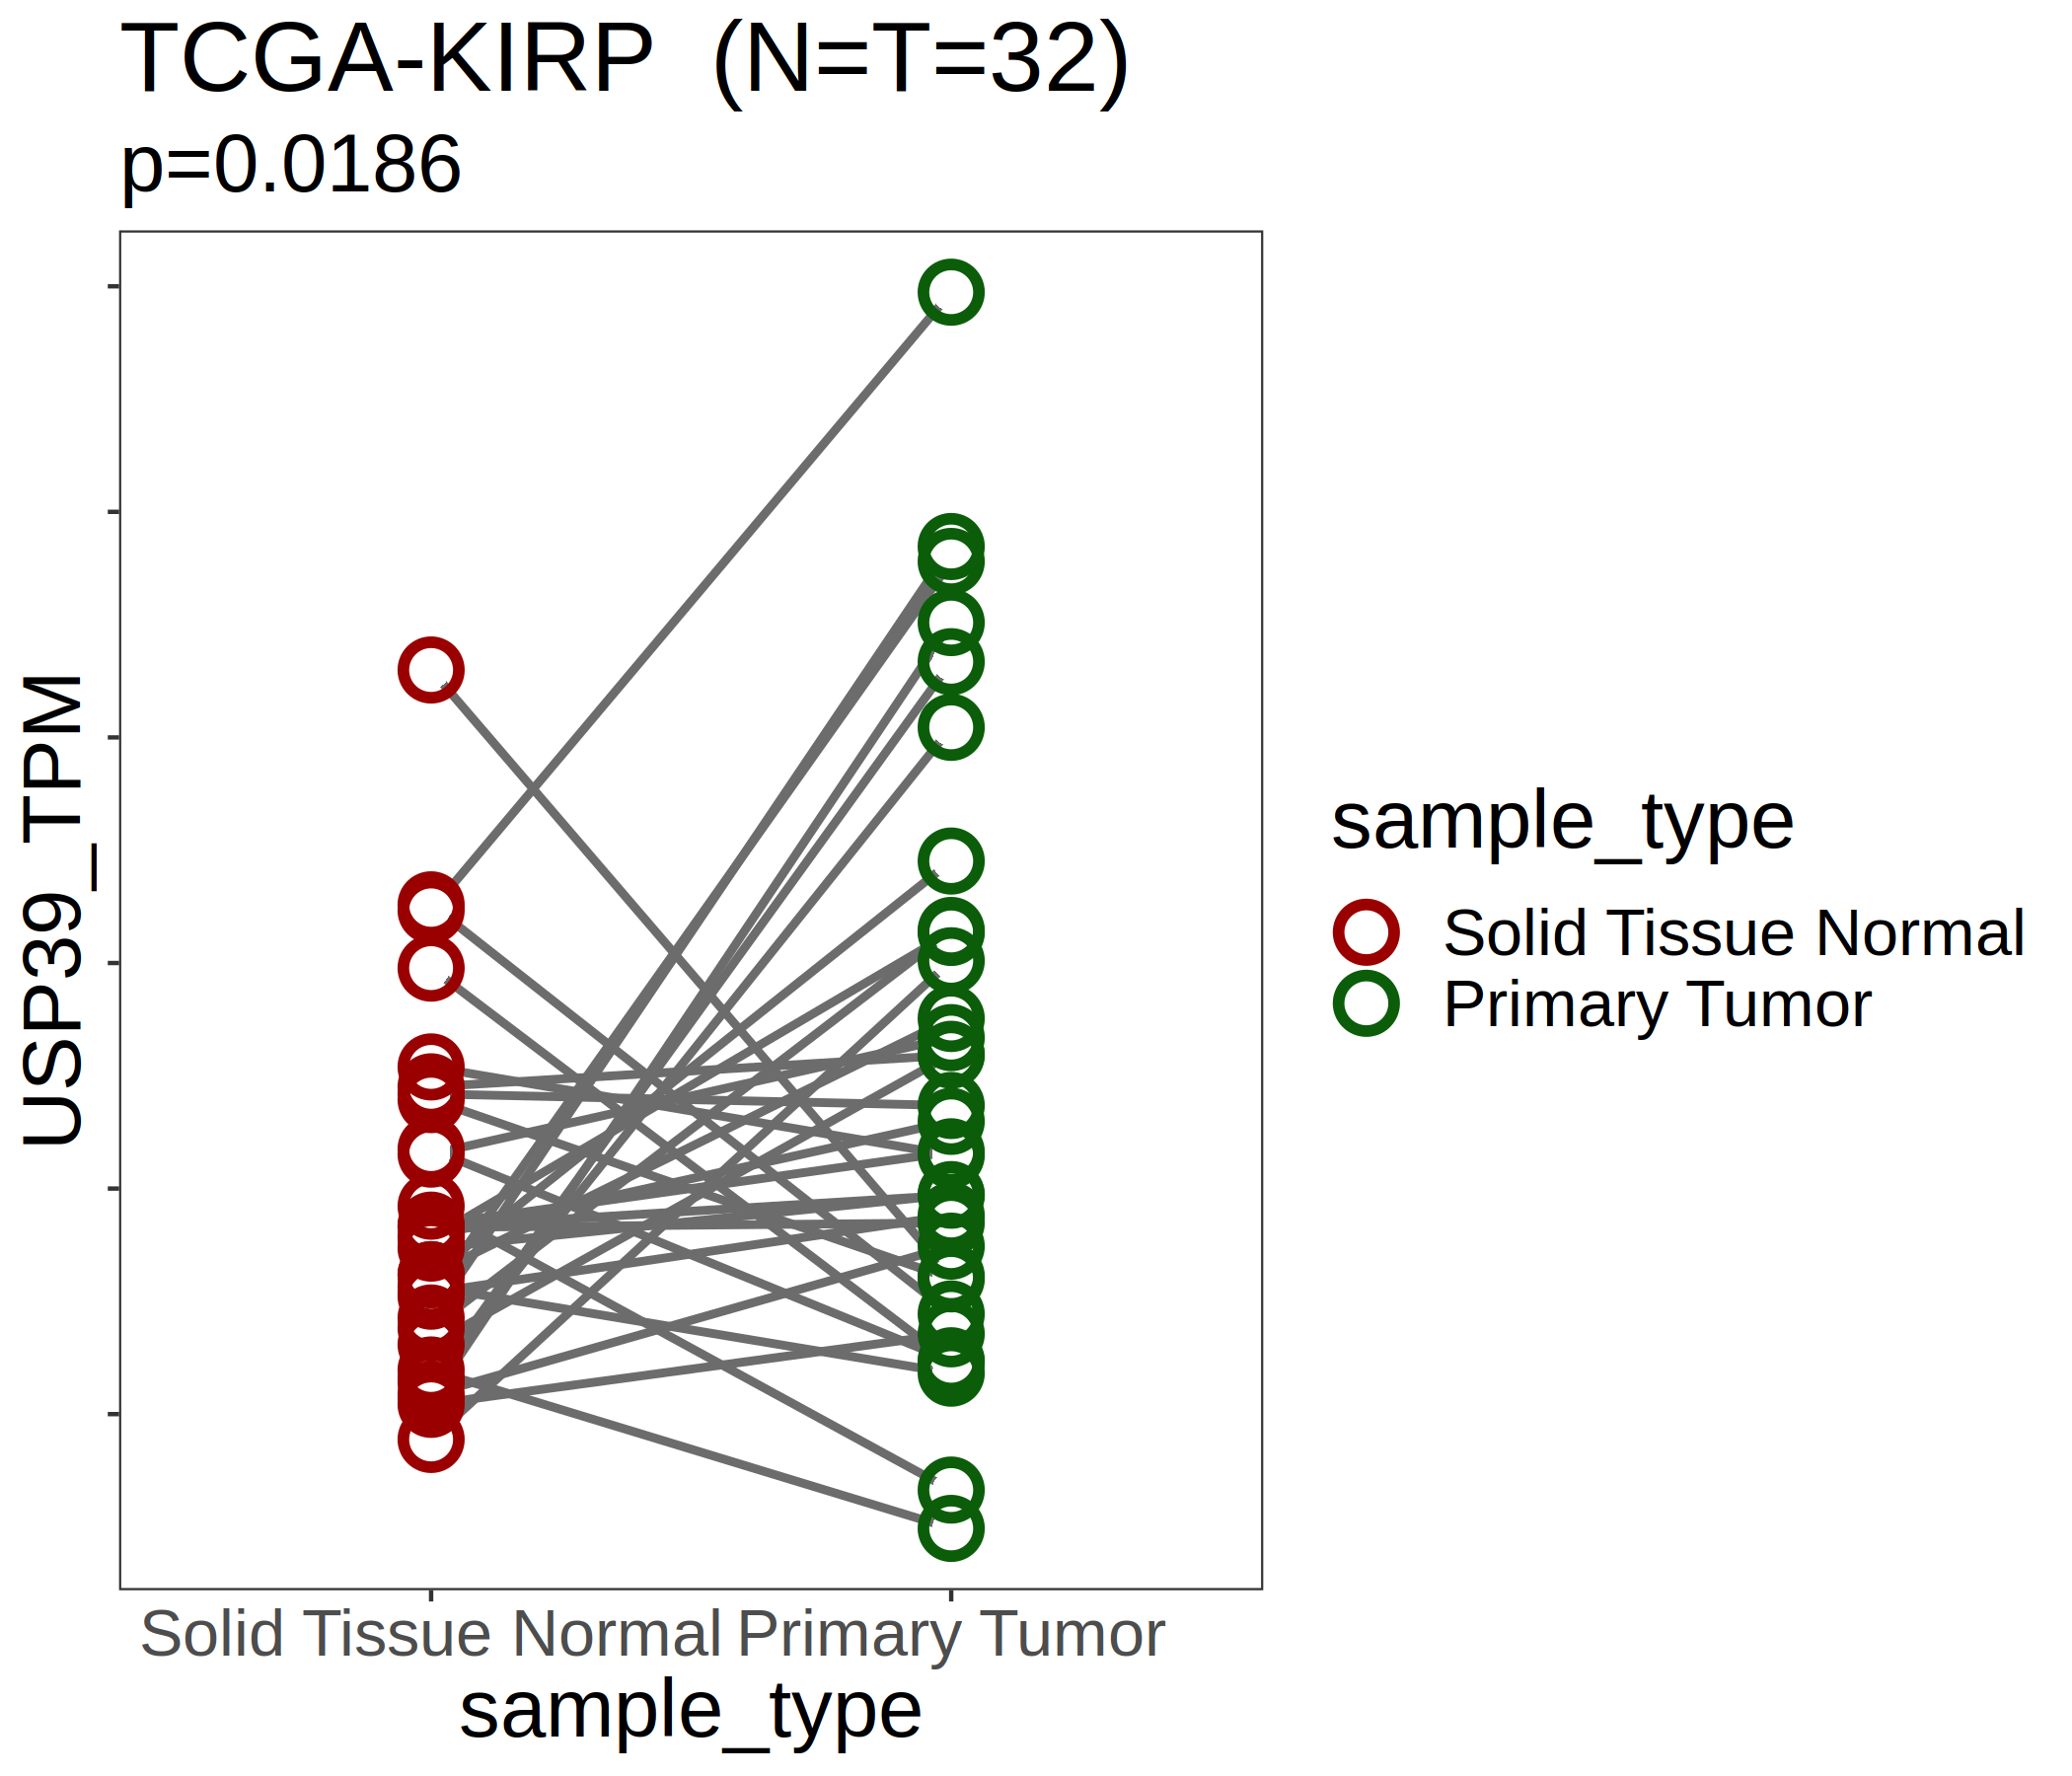 TCGA-KIRP (N=T=32)
p=0.0186
USP39_TPM
Solid Tissue Normal
Primary Tumor
sample_type
sample_type
Solid Tissue Normal
Primary Tumor